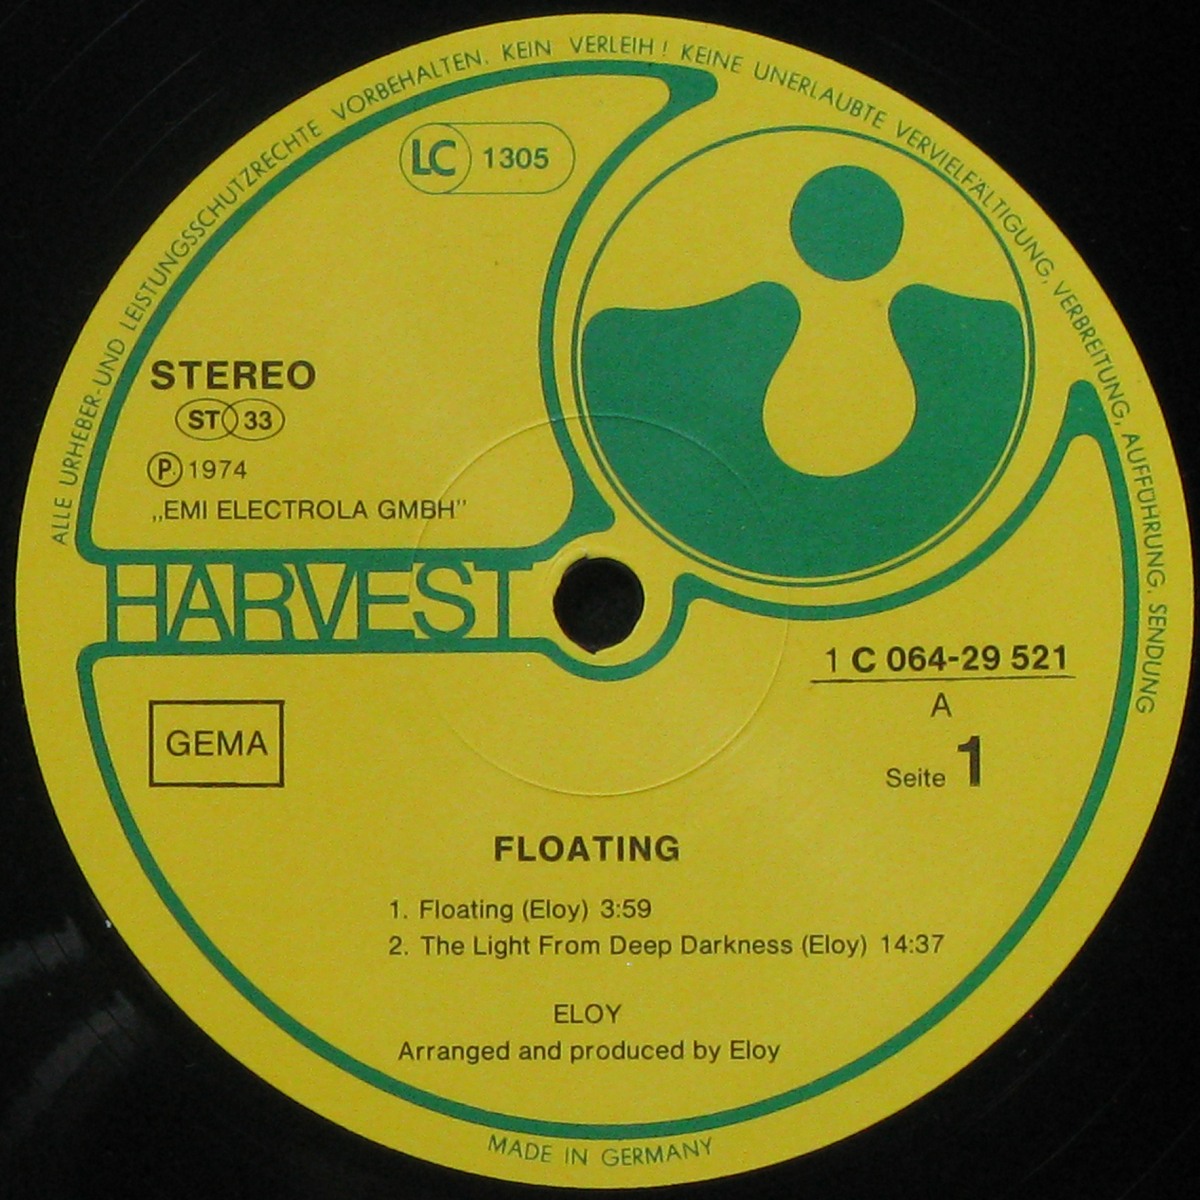 ALLE URHEBER-UND LEISTUNGSSCHUTZRECHTE VORBEHALTEN. KEIN VERLEIH! KEINE UNERLAUBTE VERVIELFÄLTIGUNG, VERBREITUNG, AUFFÜHRUNG, SENDUNG
LC 1305
STEREO
ST 33
Ⓟ 1974
„EMI ELECTROLA GMBH”
HARVEST
1 C 064-29 521
A
Seite 1
GEMA
FLOATING
1. Floating (Eloy) 3:59
2. The Light From Deep Darkness (Eloy) 14:37
ELOY
Arranged and produced by Eloy
MADE IN GERMANY